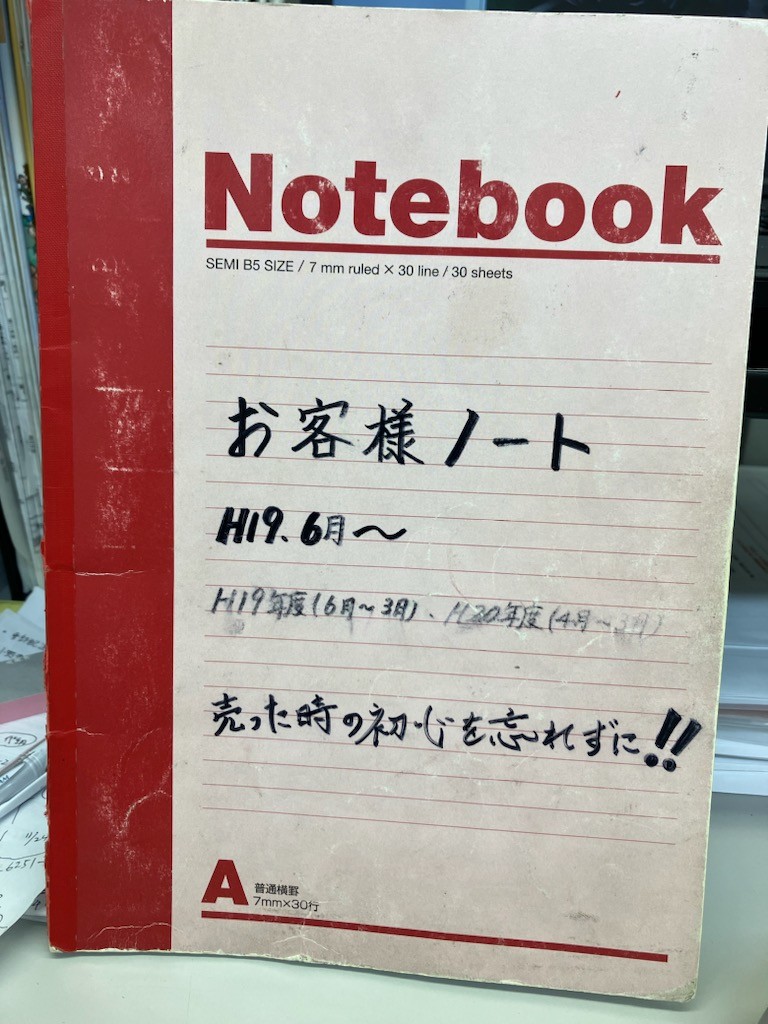 Notebook
SEMI B5 SIZE / 7 mm ruled × 30 line / 30 sheets
お客様ノート
H19.6月〜
H19年度(6月〜3月)、H20年度(4月〜3月)
売った時の初心を忘れずに!!
A 普通横罫
7mm×30行